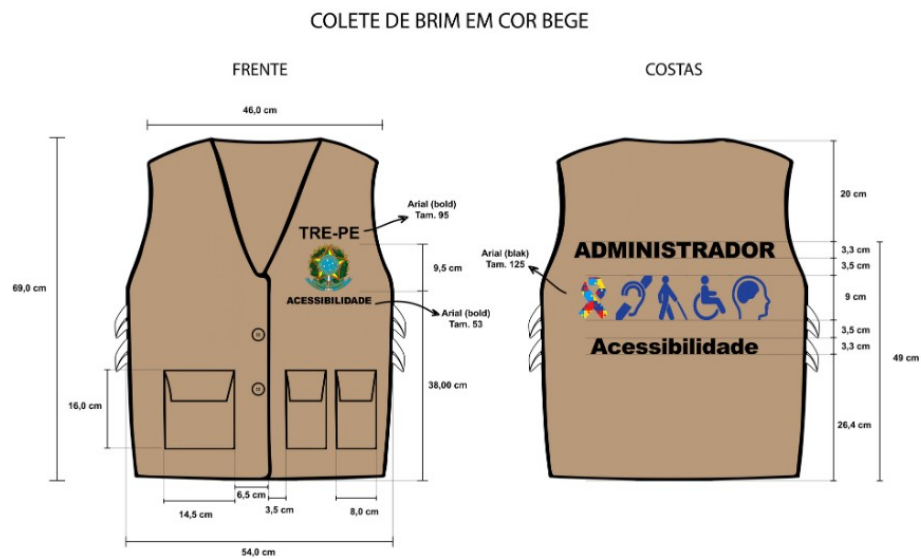 COLETE DE BRIM EM COR BEGE
FRENTE
46,0 cm
69,0 cm
Arial (bold)
Tam. 95
TRE-PE
9,5 cm
ACESSIBILIDADE
Arial (bold)
Tam. 53
38,00 cm
16,0 cm
6,5 cm
3,5 cm
14,5 cm
8,0 cm
54,0 cm
COSTAS
20 cm
Arial (blak)
Tam. 125
ADMINISTRADOR
3,3 cm
3,5 cm
9 cm
3,5 cm
Acessibilidade
3,3 cm
49 cm
26,4 cm